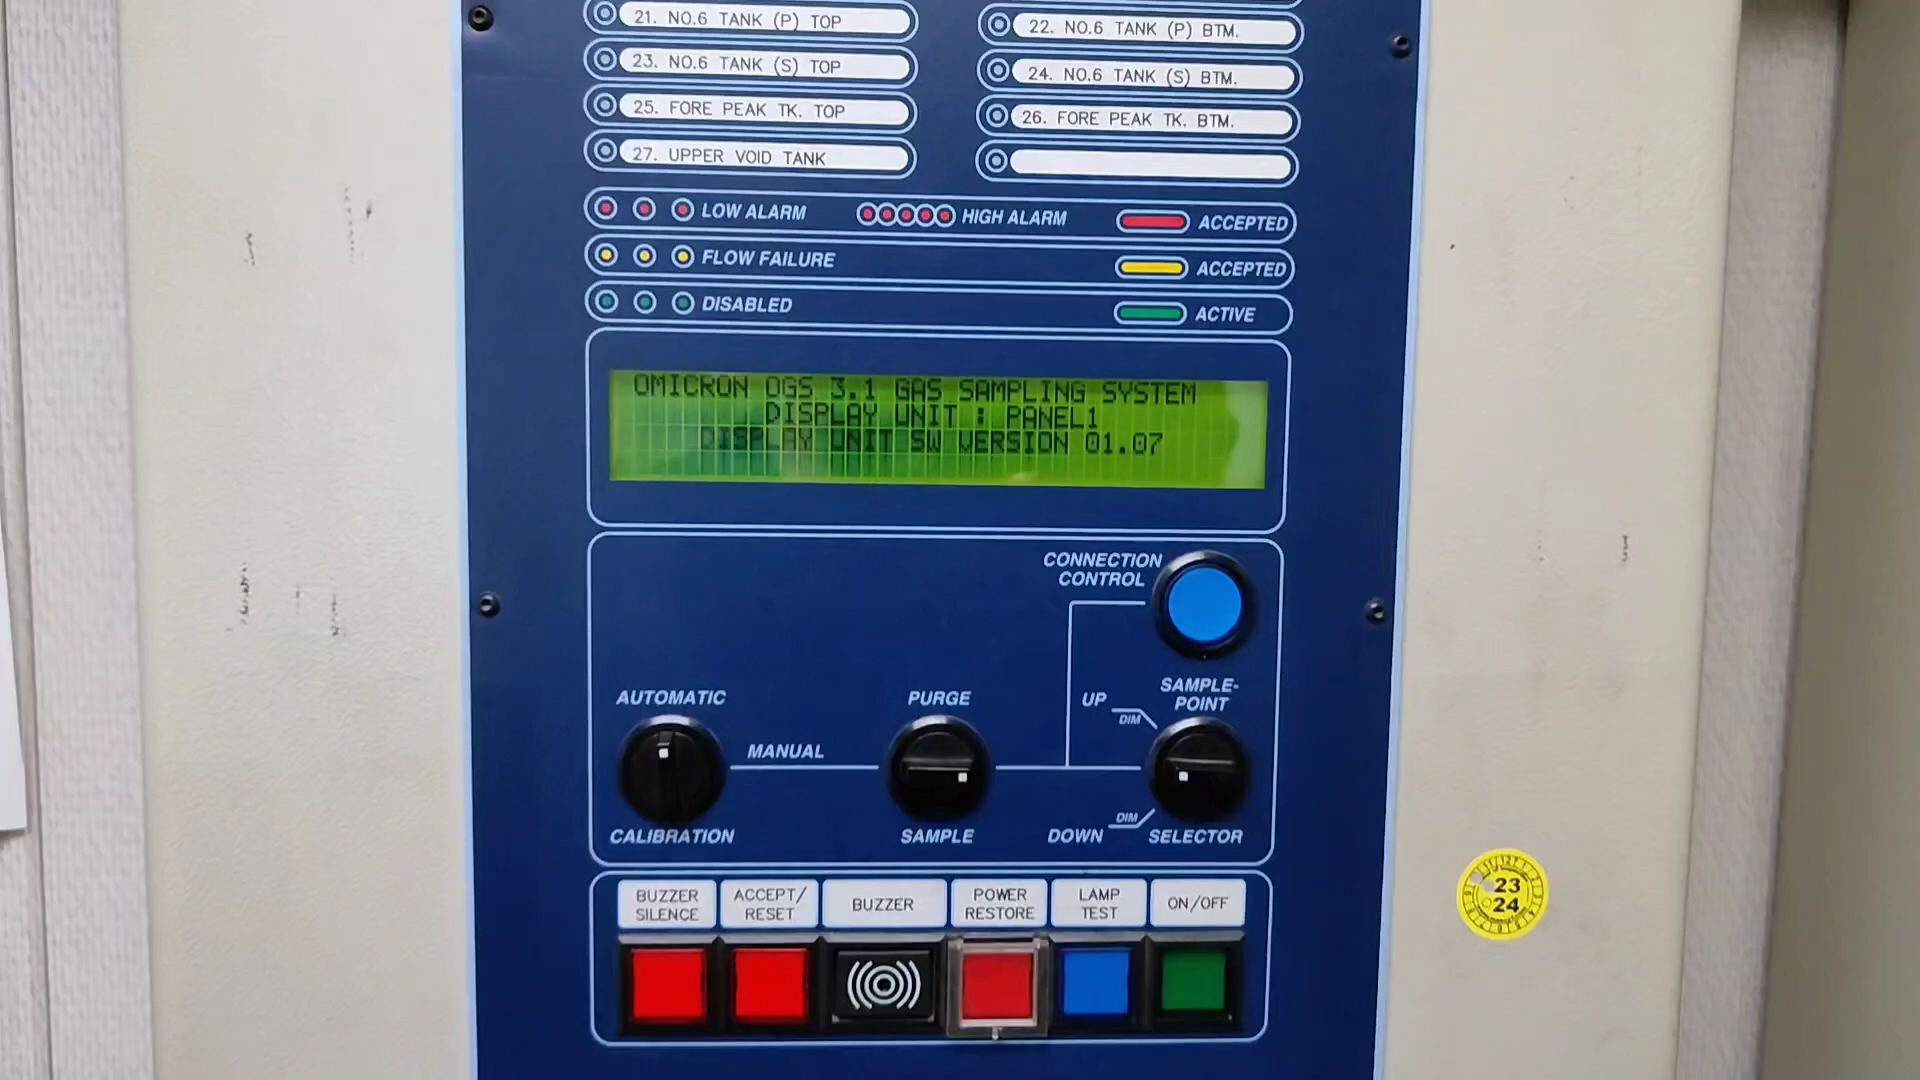 21. NO.6 TANK (P) TOP
22. NO.6 TANK (P) BTM.
23. NO.6 TANK (S) TOP
24. NO.6 TANK (S) BTM.
25. FORE PEAK TK. TOP
26. FORE PEAK TK. BTM.
27. UPPER VOID TANK
LOW ALARM
HIGH ALARM
ACCEPTED
FLOW FAILURE
ACCEPTED
DISABLED
ACTIVE
OMICRON OGS 3.1 GAS SAMPLING SYSTEM
DISPLAY UNIT : PANEL1
DISPLAY UNIT SW VERSION 01.07
CONNECTION
CONTROL
AUTOMATIC
PURGE
UP
DIM
SAMPLE-
POINT
MANUAL
CALIBRATION
SAMPLE
DOWN
DIM
SELECTOR
BUZZER
SILENCE
ACCEPT/
RESET
BUZZER
POWER
RESTORE
LAMP
TEST
ON/OFF
23
24